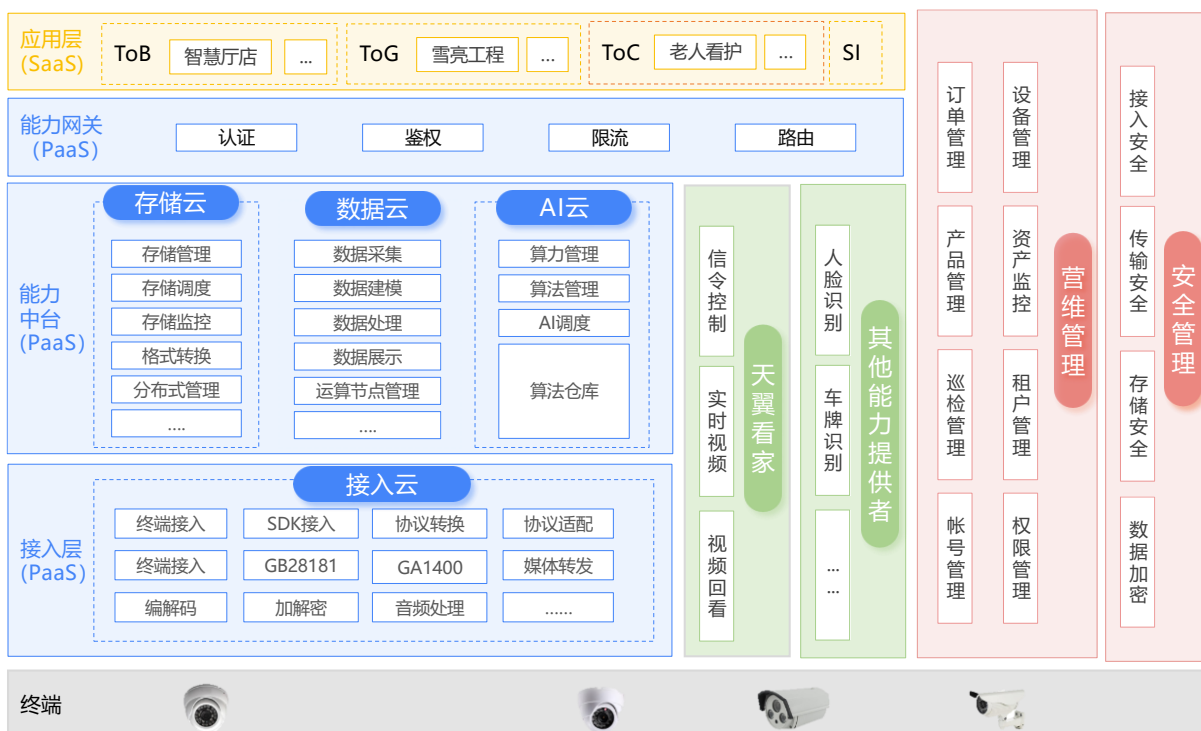 应用层
(SaaS)
ToB
智慧厅店
...
ToG
雪亮工程
...
ToC
老人看护
...
SI
能力网关
(PaaS)
认证
鉴权
限流
路由
能力
中台
(PaaS)
存储云
存储管理
存储调度
存储监控
格式转换
分布式管理
....
数据云
数据采集
数据建模
数据处理
数据展示
运算节点管理
....
AI云
算力管理
算法管理
AI调度
算法仓库
接入层
(PaaS)
接入云
终端接入
SDK接入
协议转换
协议适配
终端接入
GB28181
GA1400
媒体转发
编解码
加解密
音频处理
......
信令控制
实时视频
视频回看
天翼看家
人脸识别
车牌识别
......
其他能力提供者
订单管理
设备管理
产品管理
资产监控
巡检管理
租户管理
帐号管理
权限管理
营维管理
接入安全
传输安全
存储安全
数据加密
安全管理
终端